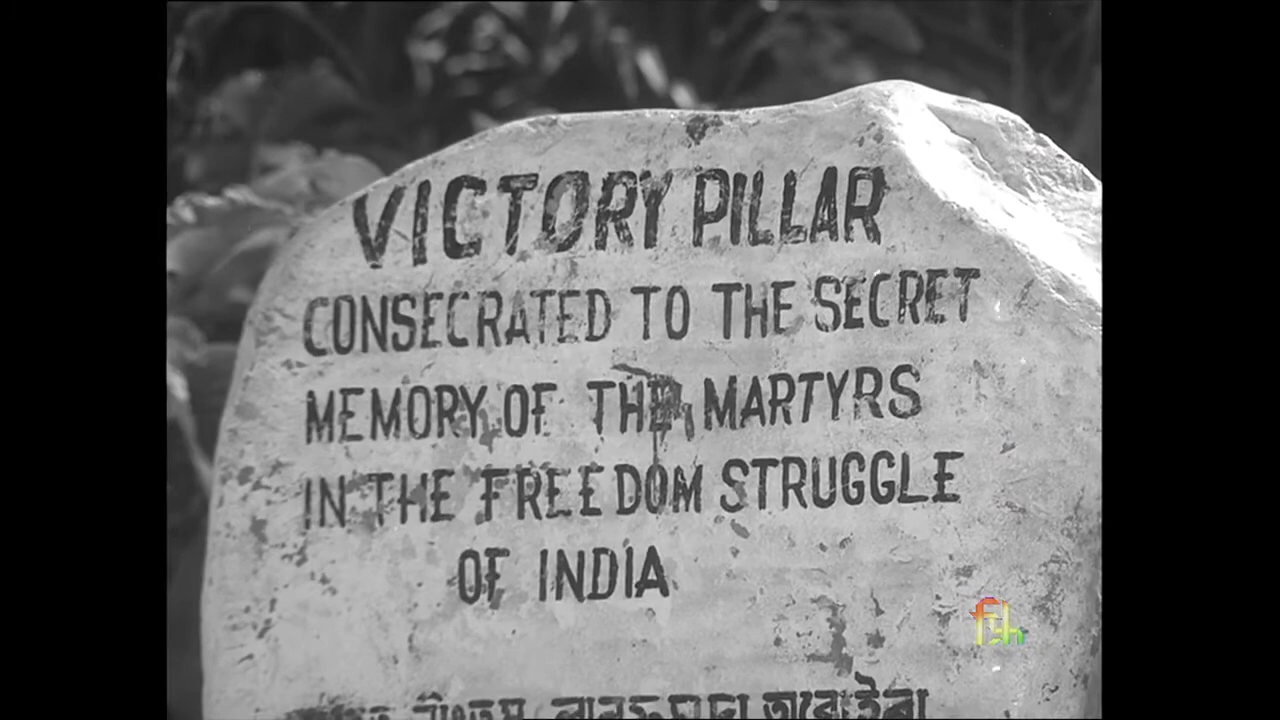 VICTORY PILLAR
CONSECRATED TO THE SECRET
MEMORY OF THE MARTYRS
IN THE FREEDOM STRUGGLE
OF INDIA